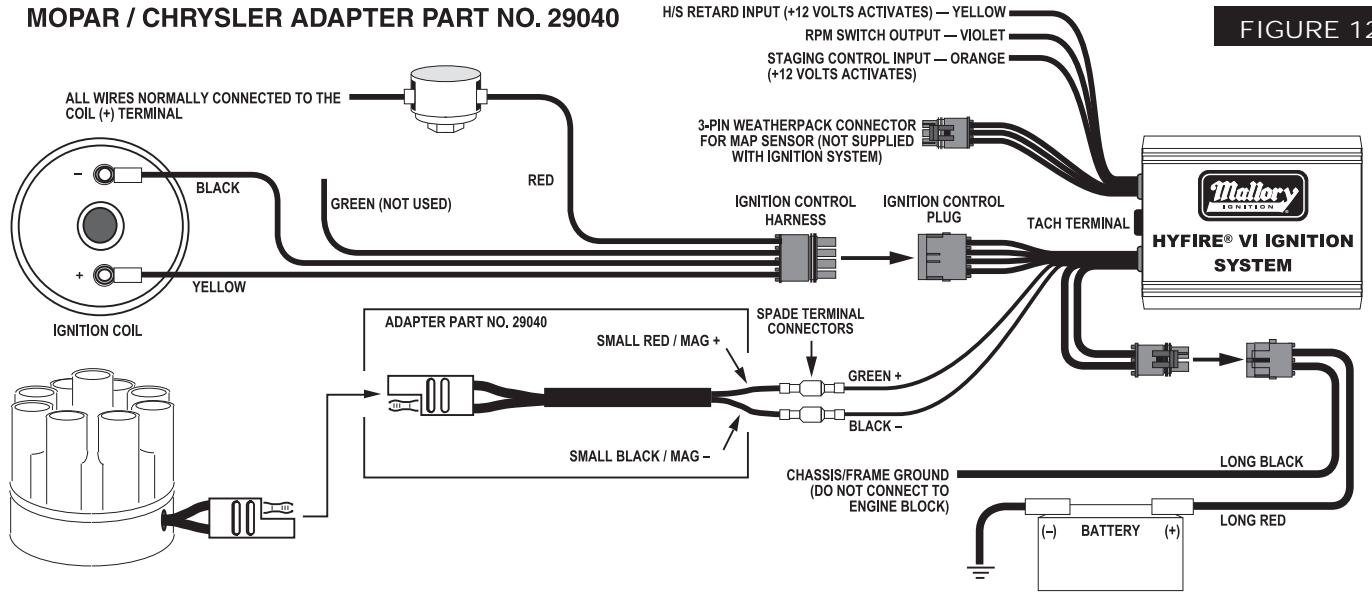 MOPAR / CHRYSLER ADAPTER PART NO. 29040
H/S RETARD INPUT (+12 VOLTS ACTIVATES) — YELLOW
RPM SWITCH OUTPUT — VIOLET
STAGING CONTROL INPUT — ORANGE
(+12 VOLTS ACTIVATES)
FIGURE 12
ALL WIRES NORMALLY CONNECTED TO THE
COIL (+) TERMINAL
3-PIN WEATHERPACK CONNECTOR
FOR MAP SENSOR (NOT SUPPLIED
WITH IGNITION SYSTEM)
–
BLACK
GREEN (NOT USED)
RED
IGNITION CONTROL
HARNESS
IGNITION CONTROL
PLUG
TACH TERMINAL
Mallory
IGNITION
HYFIRE® VI IGNITION
SYSTEM
+
YELLOW
IGNITION COIL
ADAPTER PART NO. 29040
SMALL RED / MAG +
SPADE TERMINAL
CONNECTORS
GREEN +
BLACK –
SMALL BLACK / MAG –
CHASSIS/FRAME GROUND
(DO NOT CONNECT TO
ENGINE BLOCK)
LONG BLACK
LONG RED
(–) BATTERY (+)